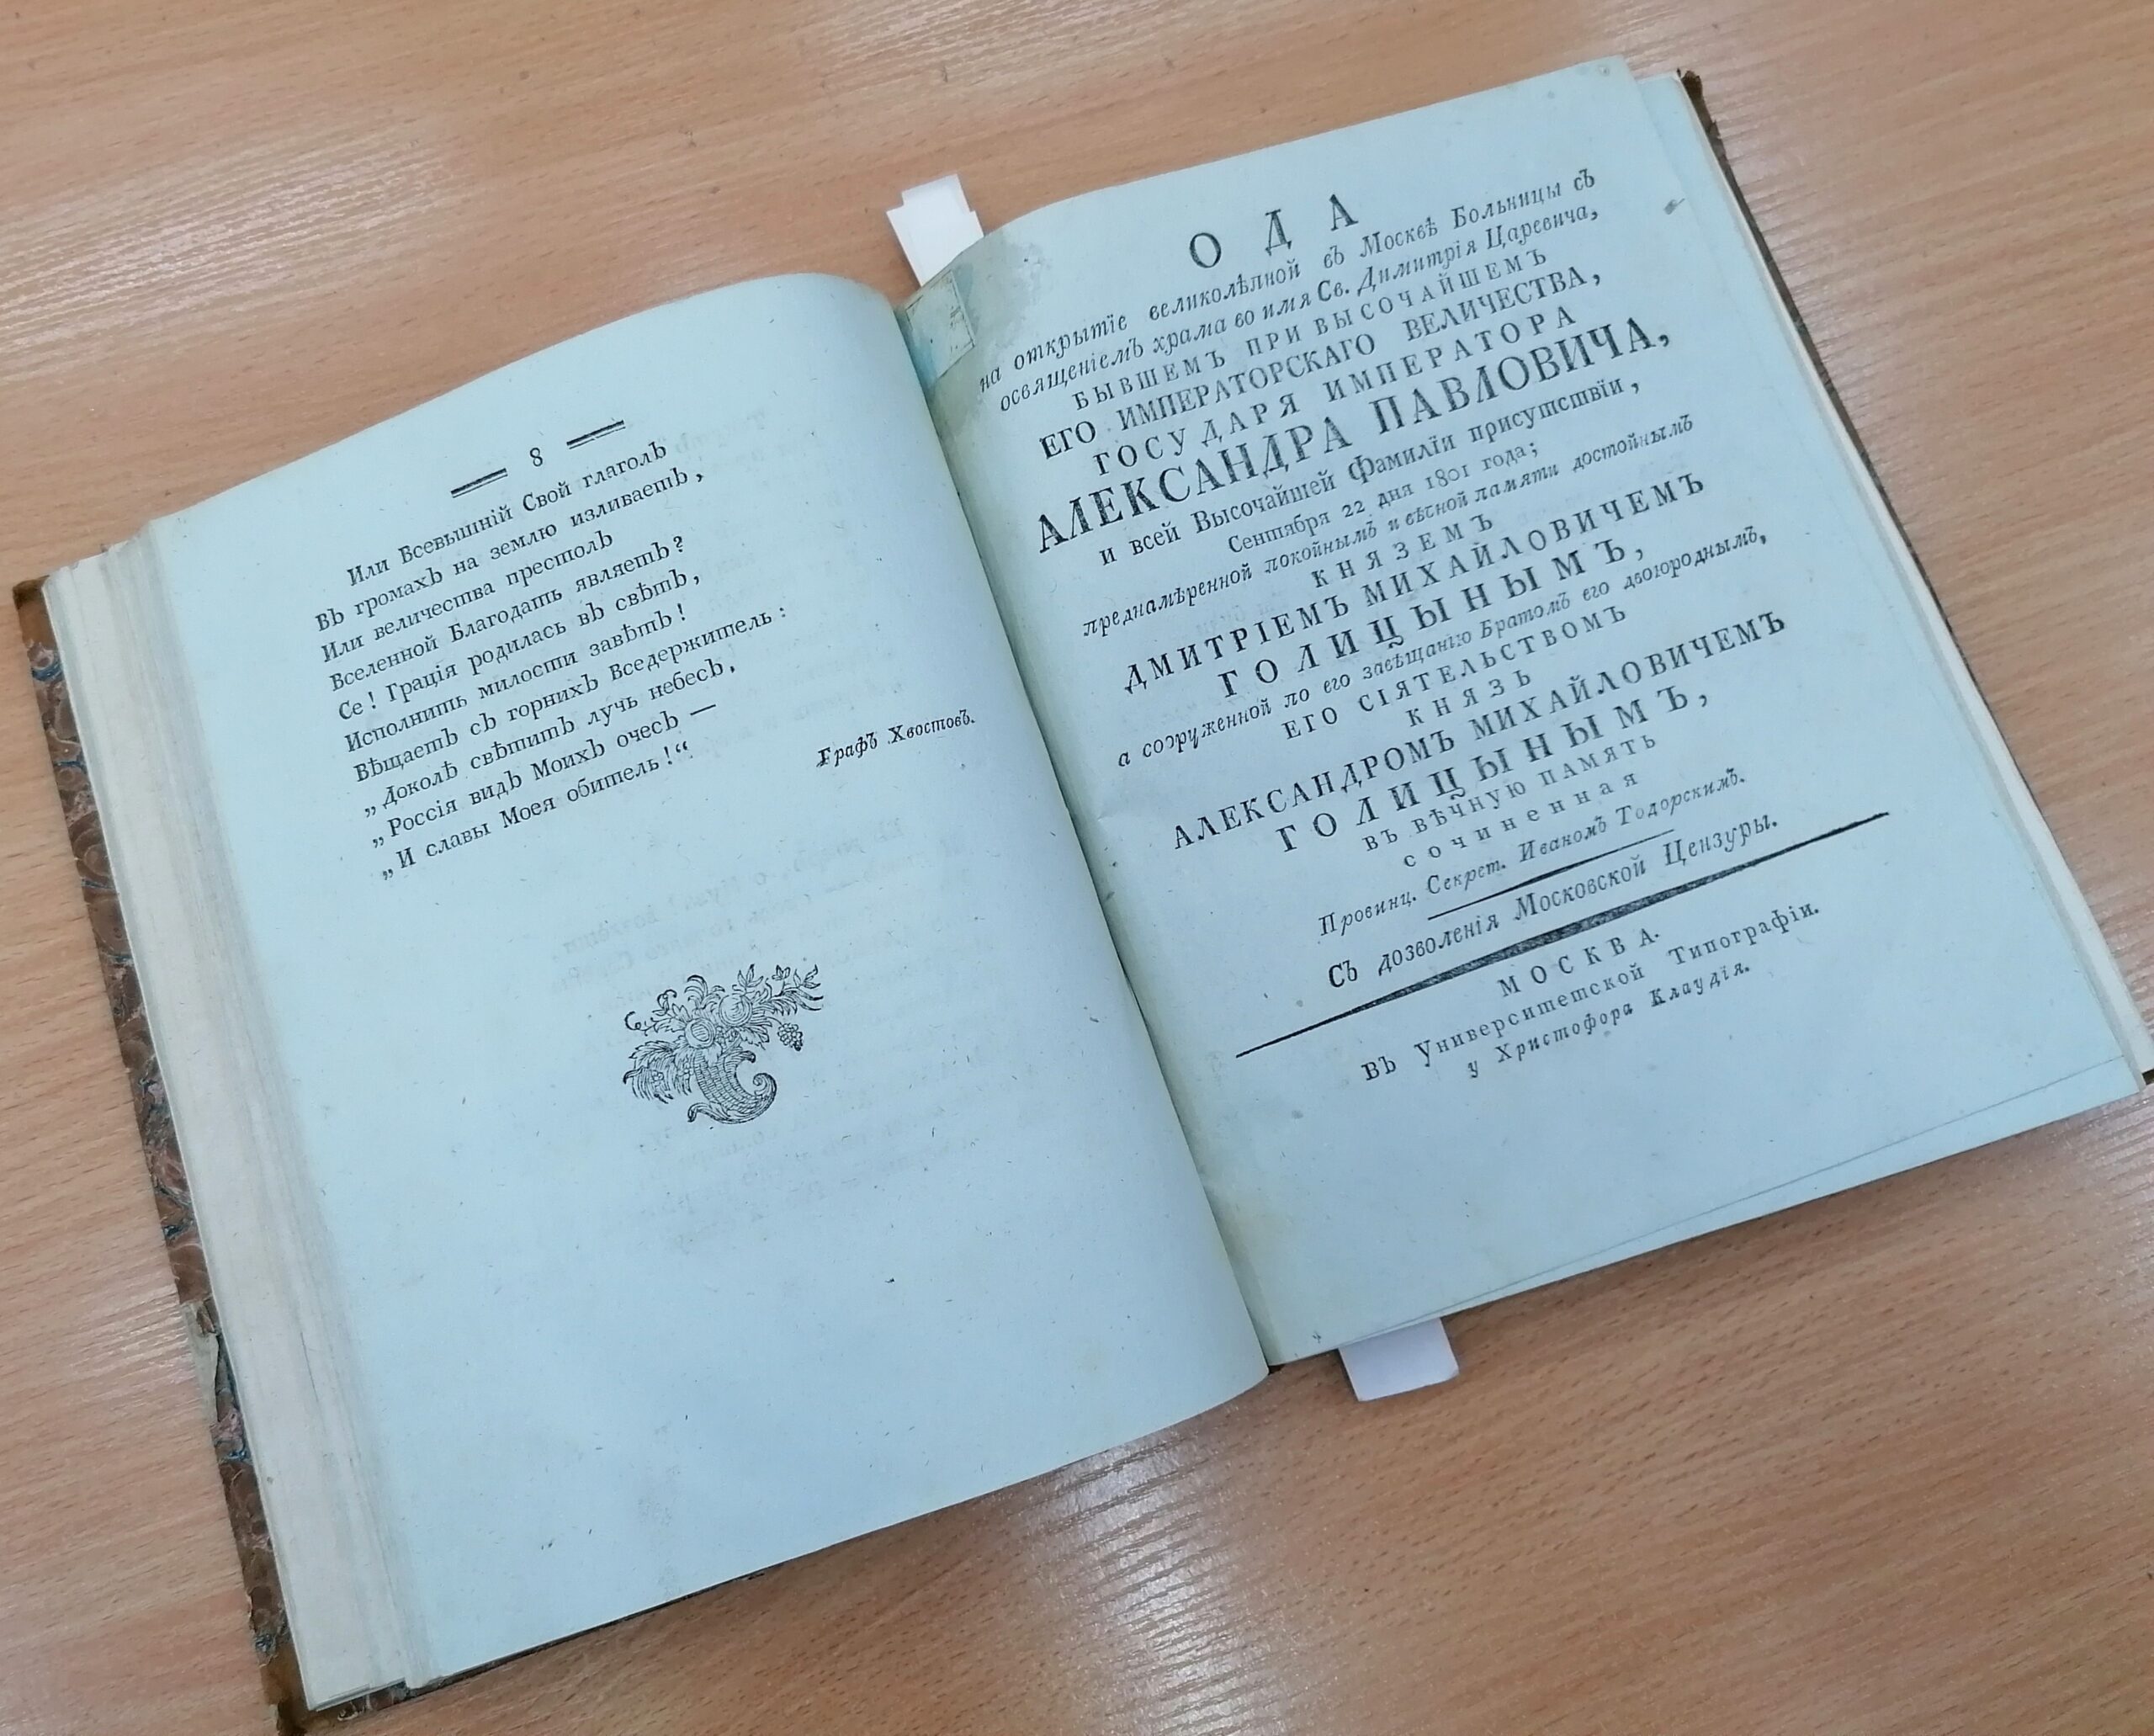 8
Или Всевышній Свой глаголъ
Въ громахъ на землю изливаетъ,
Или величества престолъ
Вселенной Благодать являетъ?
Се! Грація родилась въ свѣтъ,
Исполнить милости завѣтъ!
Вѣщаетъ съ горнихъ Вседержитель:
„Доколѣ свѣтитъ лучь небесъ,
„Россія видъ Моихъ очесъ —
„И славы Моея обитель!“
Графъ Хвостовъ.
ОДА
на открытіе великолѣпной въ Москвѣ Больницы съ
освященіемъ храма во имя Св. Димитрія Царевича,
БЫВШЕМЪ ПРИ ВЫСОЧАЙШЕМЪ
ЕГО ИМПЕРАТОРСКАГО ВЕЛИЧЕСТВА,
ГОСУДАРЯ ИМПЕРАТОРА
АЛЕКСАНДРА ПАВЛОВИЧА,
и всей Высочайшей Фамиліи присутствіи,
Сентября 22 дня 1801 года;
преднамѣренной покойнымъ и вѣчной памяти достойнымъ
КНЯЗЕМЪ
ДМИТРІЕМЪ МИХАЙЛОВИЧЕМЪ
ГОЛИЦЫНЫМЪ,
а сооруженной по его завѣщанію Братомъ его двоюроднымъ,
ЕГО СІЯТЕЛЬСТВОМЪ
КНЯЗЬ
АЛЕКСАНДРОМЪ МИХАЙЛОВИЧЕМЪ
ГОЛИЦЫНЫМЪ,
ВЪ ВѢЧНУЮ ПАМЯТЬ
сочиненная
Провинц. Секрет. Иваномъ Тодорскимъ.
Съ дозволенія Московской Цензуры.
МОСКВА.
Въ Университетской Типографіи.
у Христофора Клаудія.